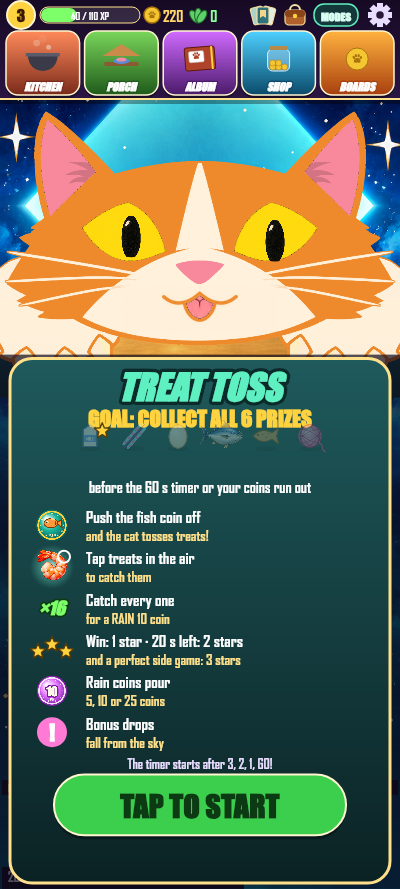 3
40 / 110 XP
220
0
MODES
KITCHEN
PORCH
ALBUM
SHOP
BOARDS
TREAT TOSS
GOAL: COLLECT ALL 6 PRIZES
before the 60 s timer or your coins run out
Push the fish coin off
and the cat tosses treats!
Tap treats in the air
to catch them
×16
Catch every one
for a RAIN 10 coin
Win: 1 star · 20 s left: 2 stars
and a perfect side game: 3 stars
10
Rain coins pour
5, 10 or 25 coins
!
Bonus drops
fall from the sky
The timer starts after 3, 2, 1, GO!
TAP TO START